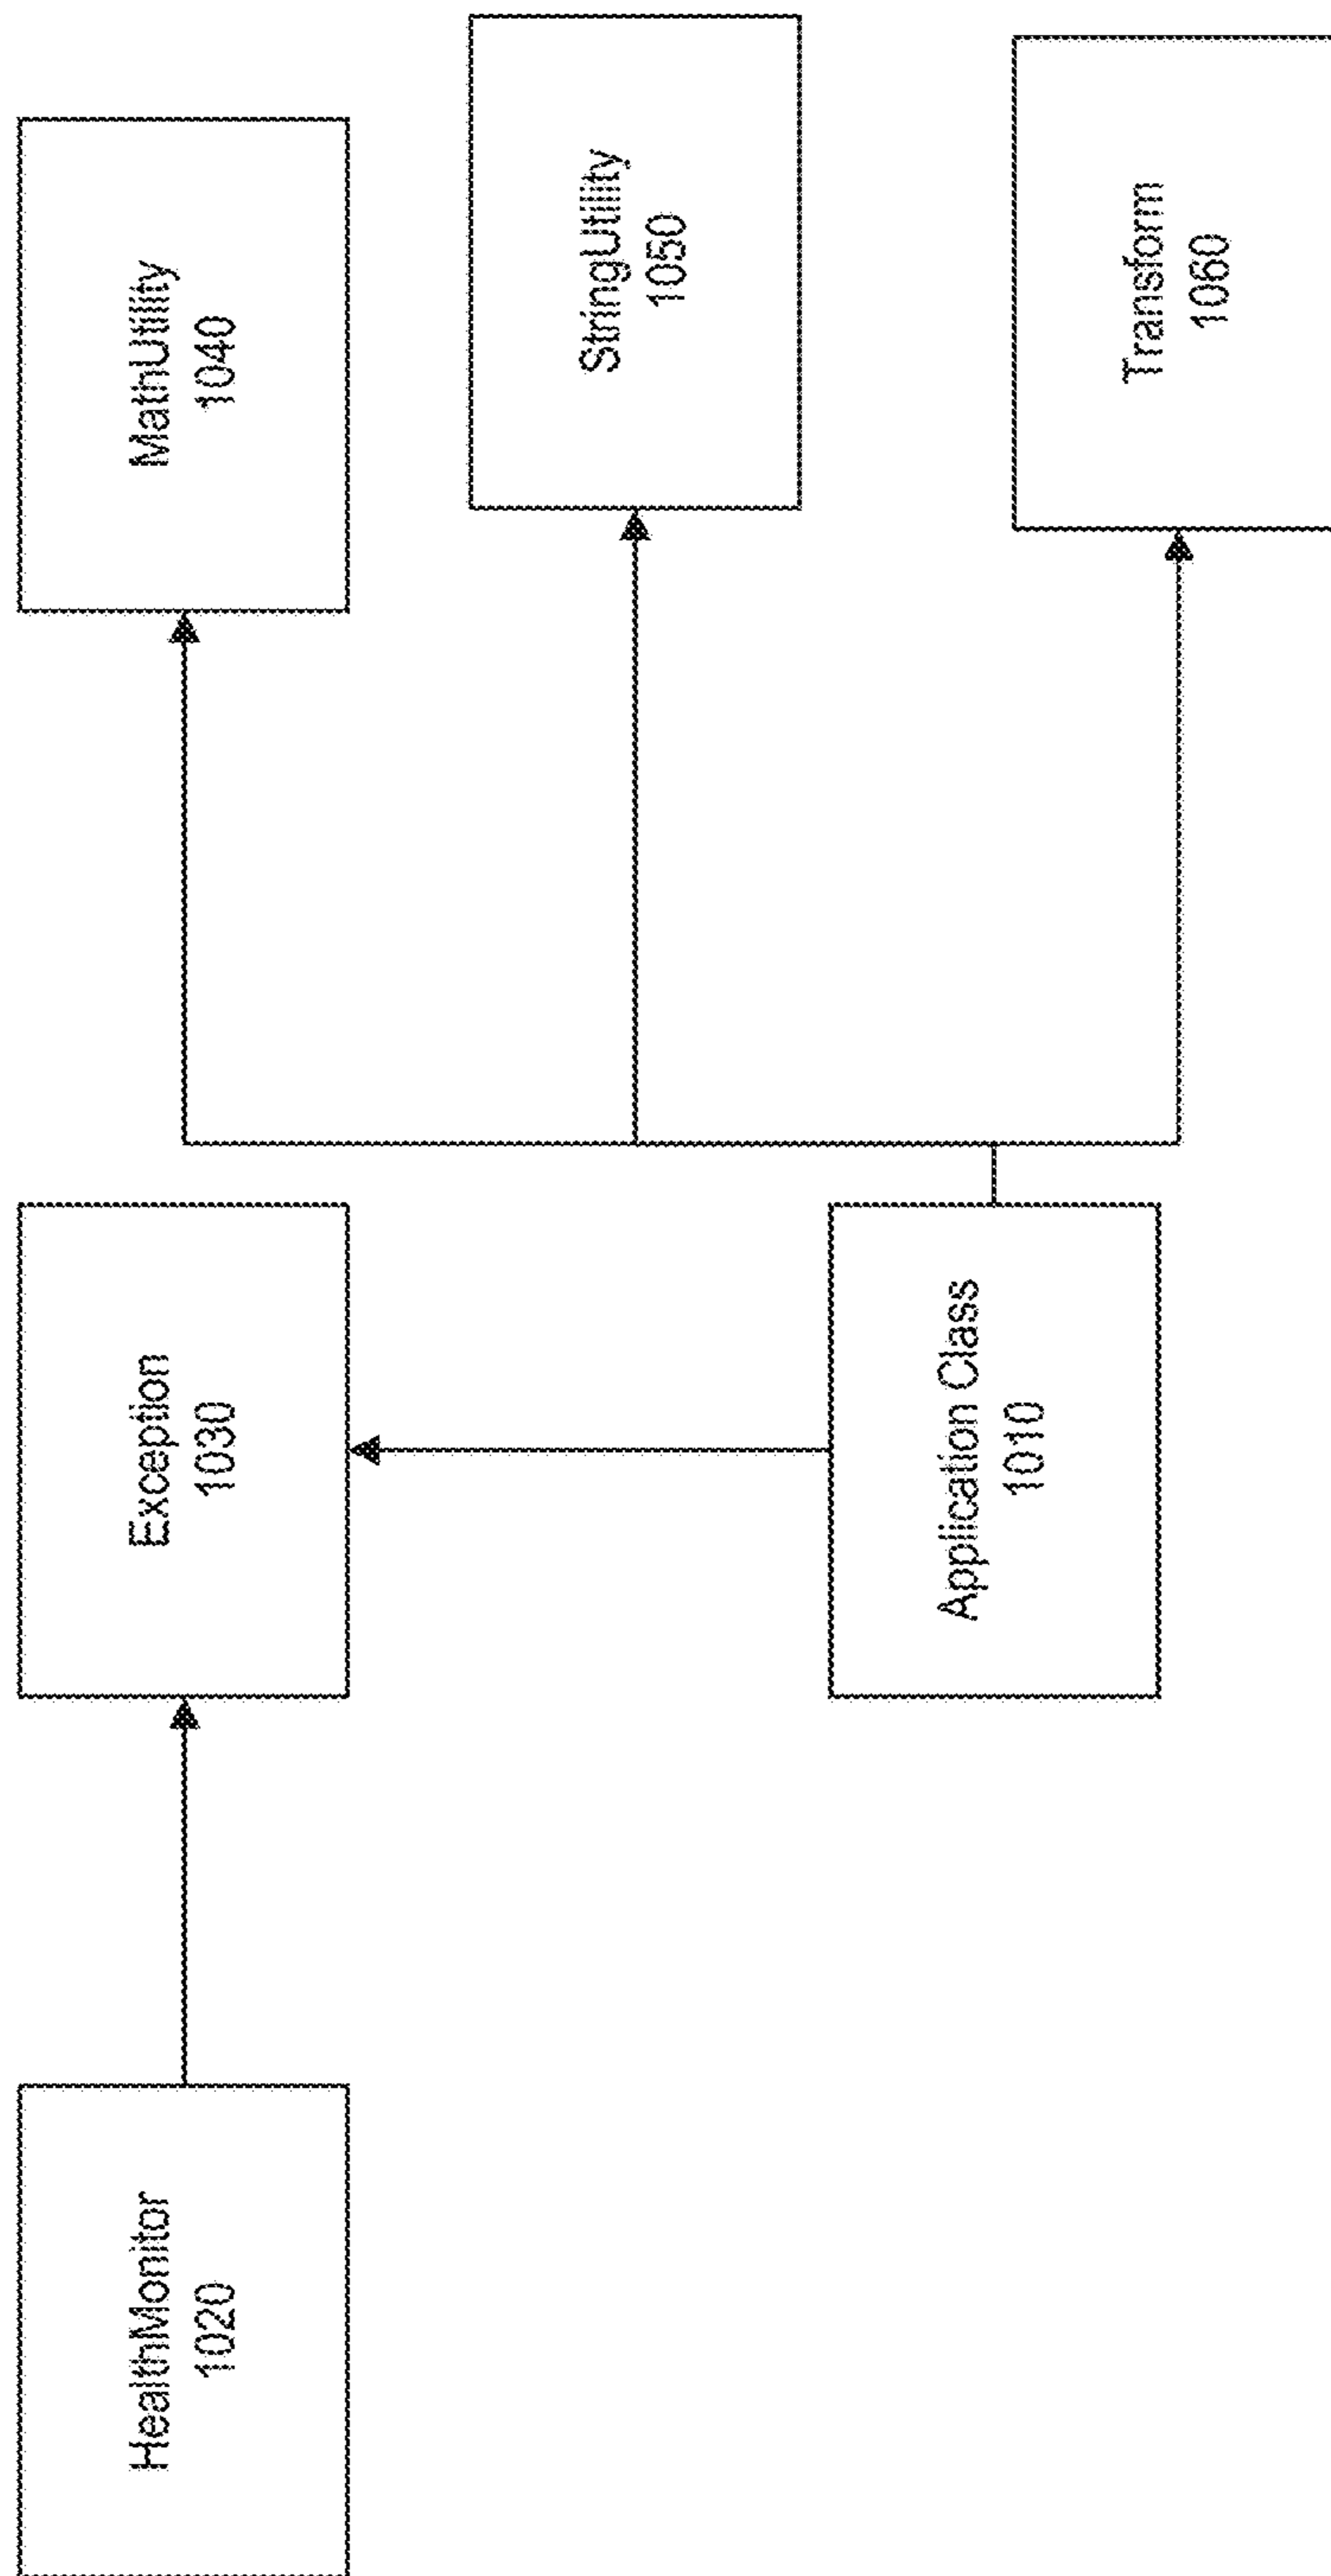 HealthMonitor
1020
Exception
1030
MathUtility
1040
StringUtility
1050
Application Class
1010
Transform
1060